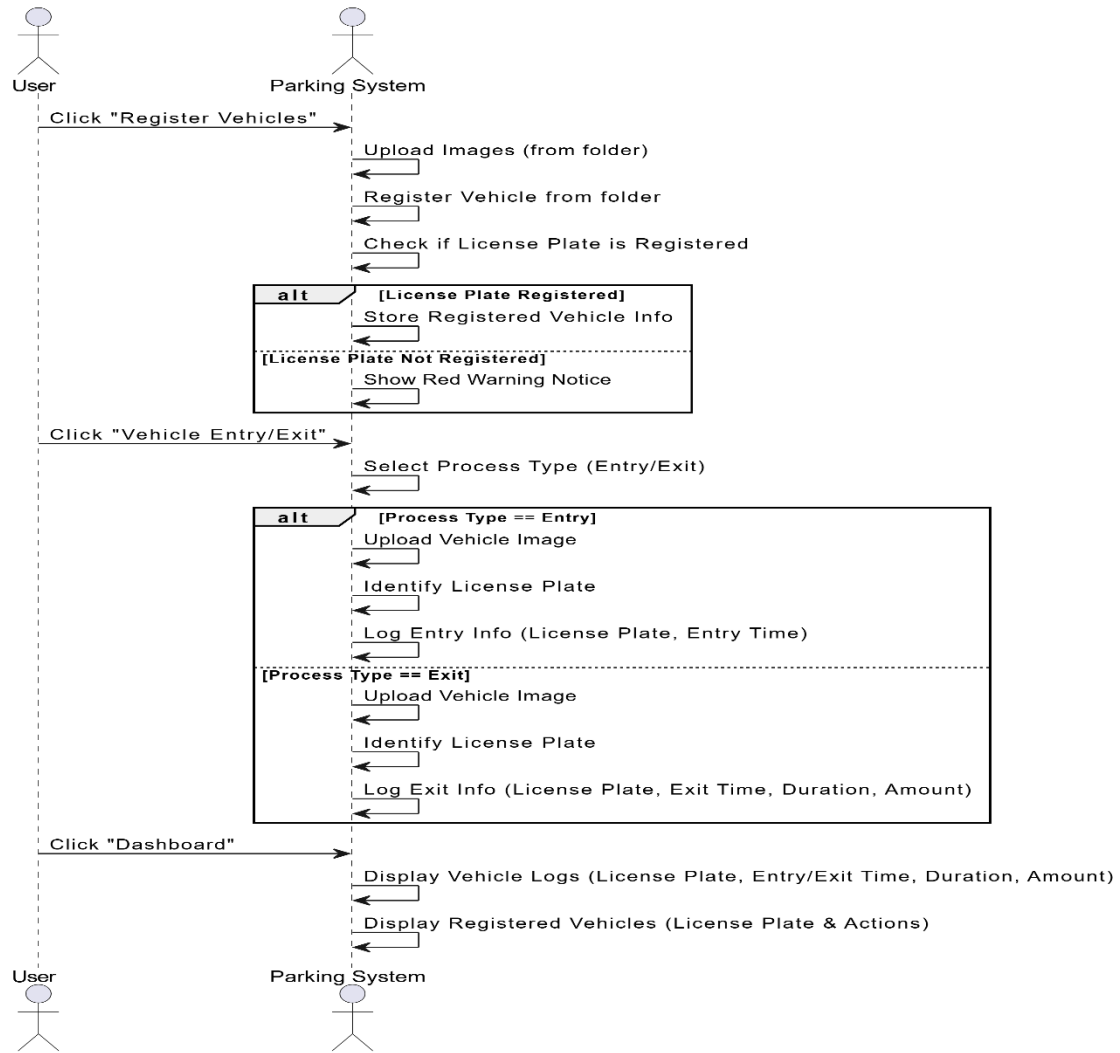 User
Parking System
Click "Register Vehicles"
Upload Images (from folder)
Register Vehicle from folder
Check if License Plate is Registered
alt
[License Plate Registered]
Store Registered Vehicle Info
[License Plate Not Registered]
Show Red Warning Notice
Click "Vehicle Entry/Exit"
Select Process Type (Entry/Exit)
alt
[Process Type == Entry]
Upload Vehicle Image
Identify License Plate
Log Entry Info (License Plate, Entry Time)
[Process Type == Exit]
Upload Vehicle Image
Identify License Plate
Log Exit Info (License Plate, Exit Time, Duration, Amount)
Click "Dashboard"
Display Vehicle Logs (License Plate, Entry/Exit Time, Duration, Amount)
Display Registered Vehicles (License Plate & Actions)
User
Parking System